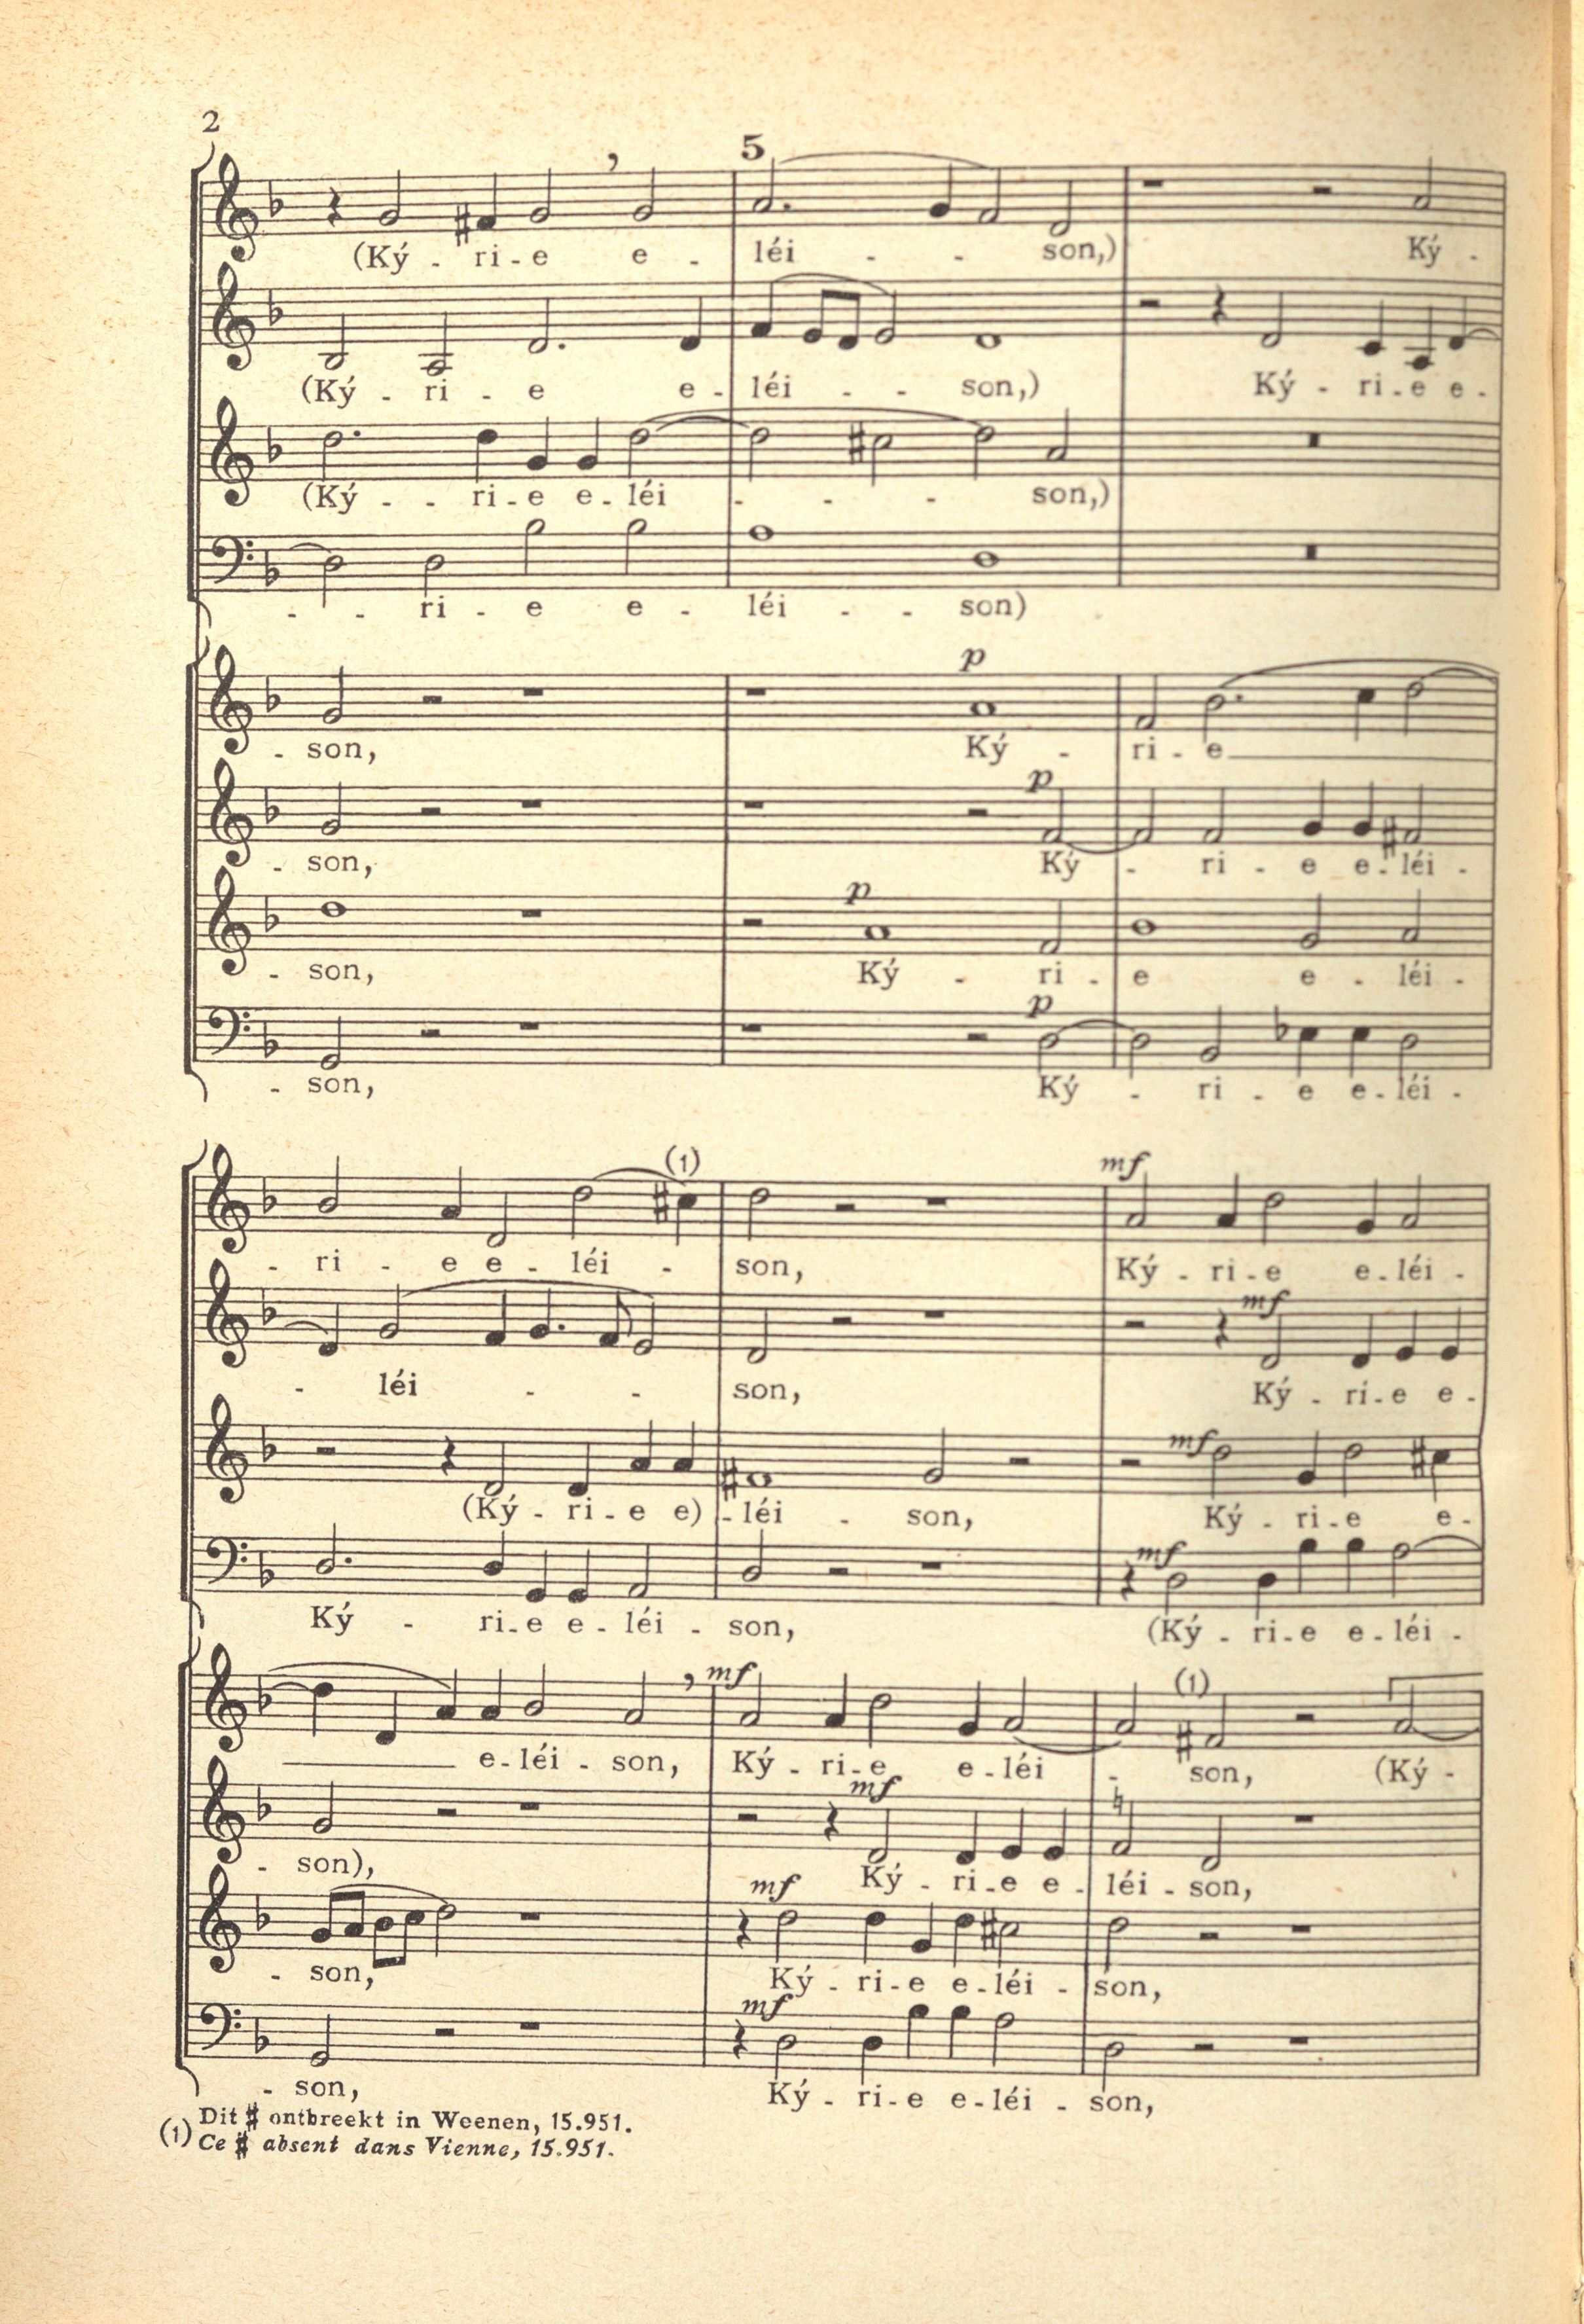 2
5
(Ký - ri - e e - léi - - son,) Ký -
(Ký - ri - e e - léi - - son,) Ký - ri - e e -
(Ký - - ri - e e - léi - - - son,)
- - ri - e e - léi - - son)
p
- son, Ký - ri - e
p
- son, Ký - ri - e e - léi -
p
- son, Ký - ri - e e - léi -
p
- son, Ký - ri - e e - léi -
(1) mf
- ri - e e - léi - son, Ký - ri - e e - léi -
mf
- léi - - son, Ký - ri - e e -
mf
(Ký - ri - e e) - léi - son, Ký - ri - e e -
mf
Ký - ri - e e - léi - son, (Ký - ri - e e - léi -
mf (1)
e - léi - son, Ký - ri - e e - léi - son, (Ký -
mf
- son), Ký - ri - e e - léi - son,
mf
- son, Ký - ri - e e - léi - son,
mf
- son, Ký - ri - e e - léi - son,
(1) Dit ♯ ontbreekt in Weenen, 15.951.
Ce ♯ absent dans Vienne, 15.951.